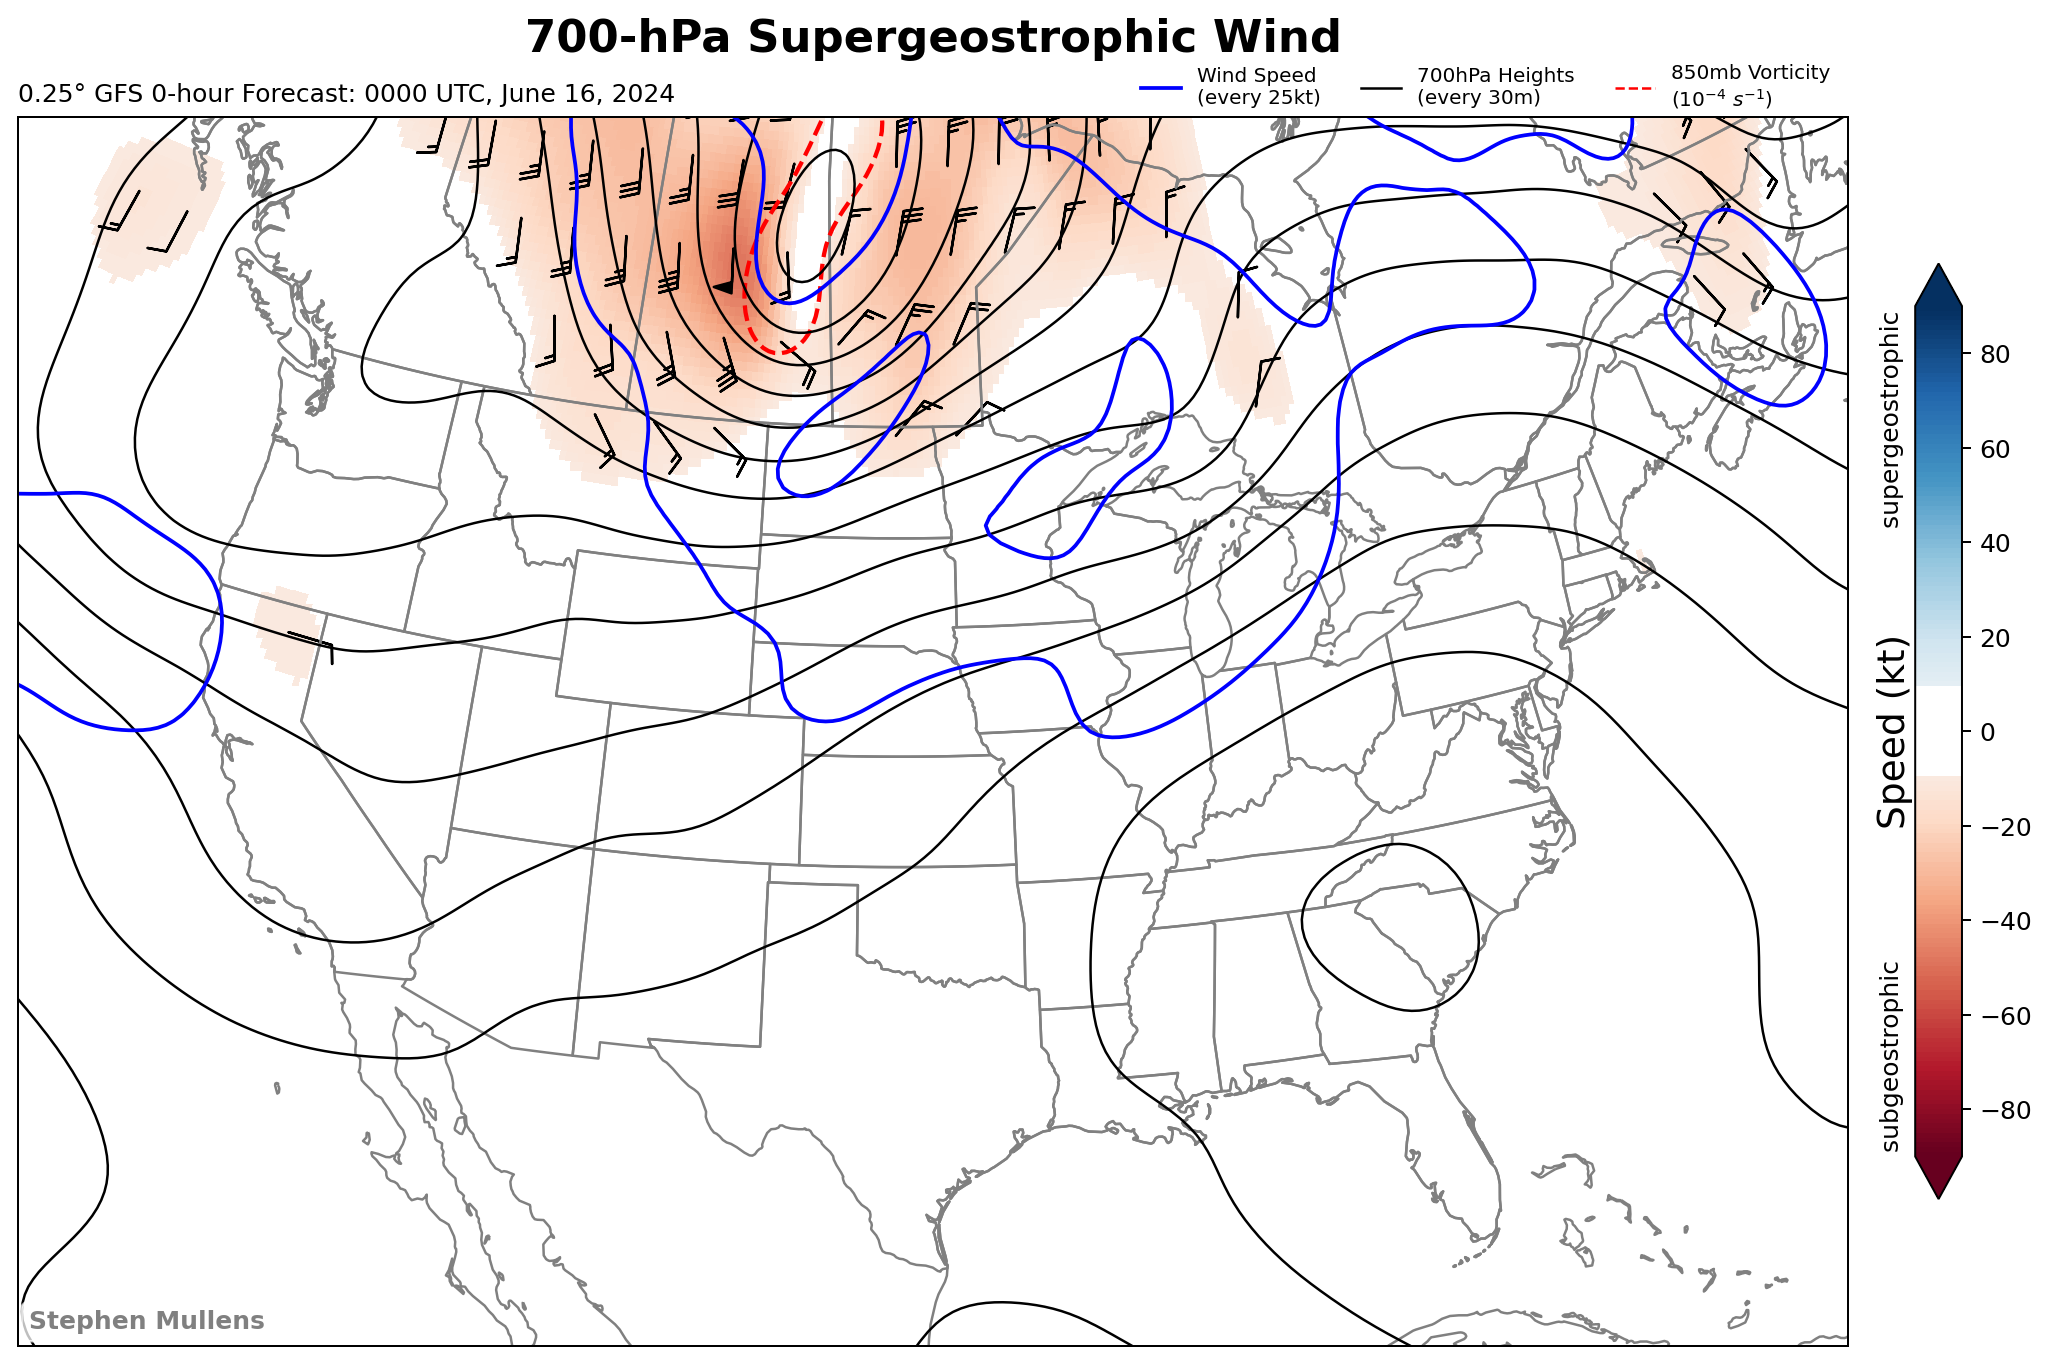 700-hPa Supergeostrophic Wind
0.25° GFS 0-hour Forecast: 0000 UTC, June 16, 2024
Wind Speed
(every 25kt)
700hPa Heights
(every 30m)
850mb Vorticity
(10⁻⁴ s⁻¹)
supergeostrophic
Speed (kt)
subgeostrophic
80
60
40
20
0
−20
−40
−60
−80
Stephen Mullens